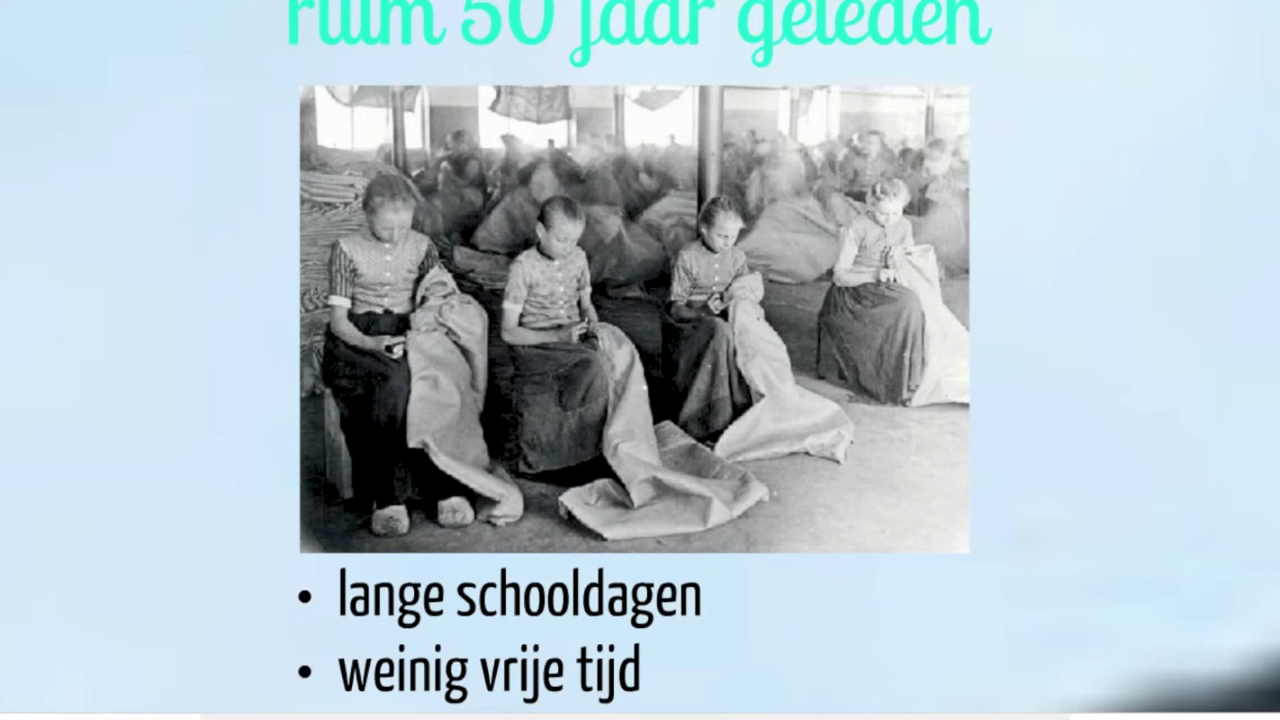 ruim 50 jaar geleden
• lange schooldagen
• weinig vrije tijd